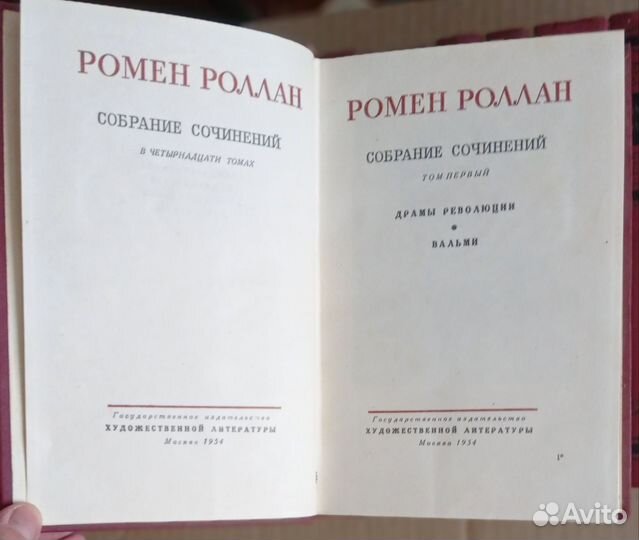 РОМЕН РОЛЛАН
СОБРАНИЕ СОЧИНЕНИЙ
В ЧЕТЫРНАДЦАТИ ТОМАХ
Государственное издательство
ХУДОЖЕСТВЕННОЙ ЛИТЕРАТУРЫ
Москва 1954
РОМЕН РОЛЛАН
СОБРАНИЕ СОЧИНЕНИЙ
ТОМ ПЕРВЫЙ
ДРАМЫ РЕВОЛЮЦИИ
*
ВАЛЬМИ
Государственное издательство
ХУДОЖЕСТВЕННОЙ ЛИТЕРАТУРЫ
Москва 1954
1*
Avito